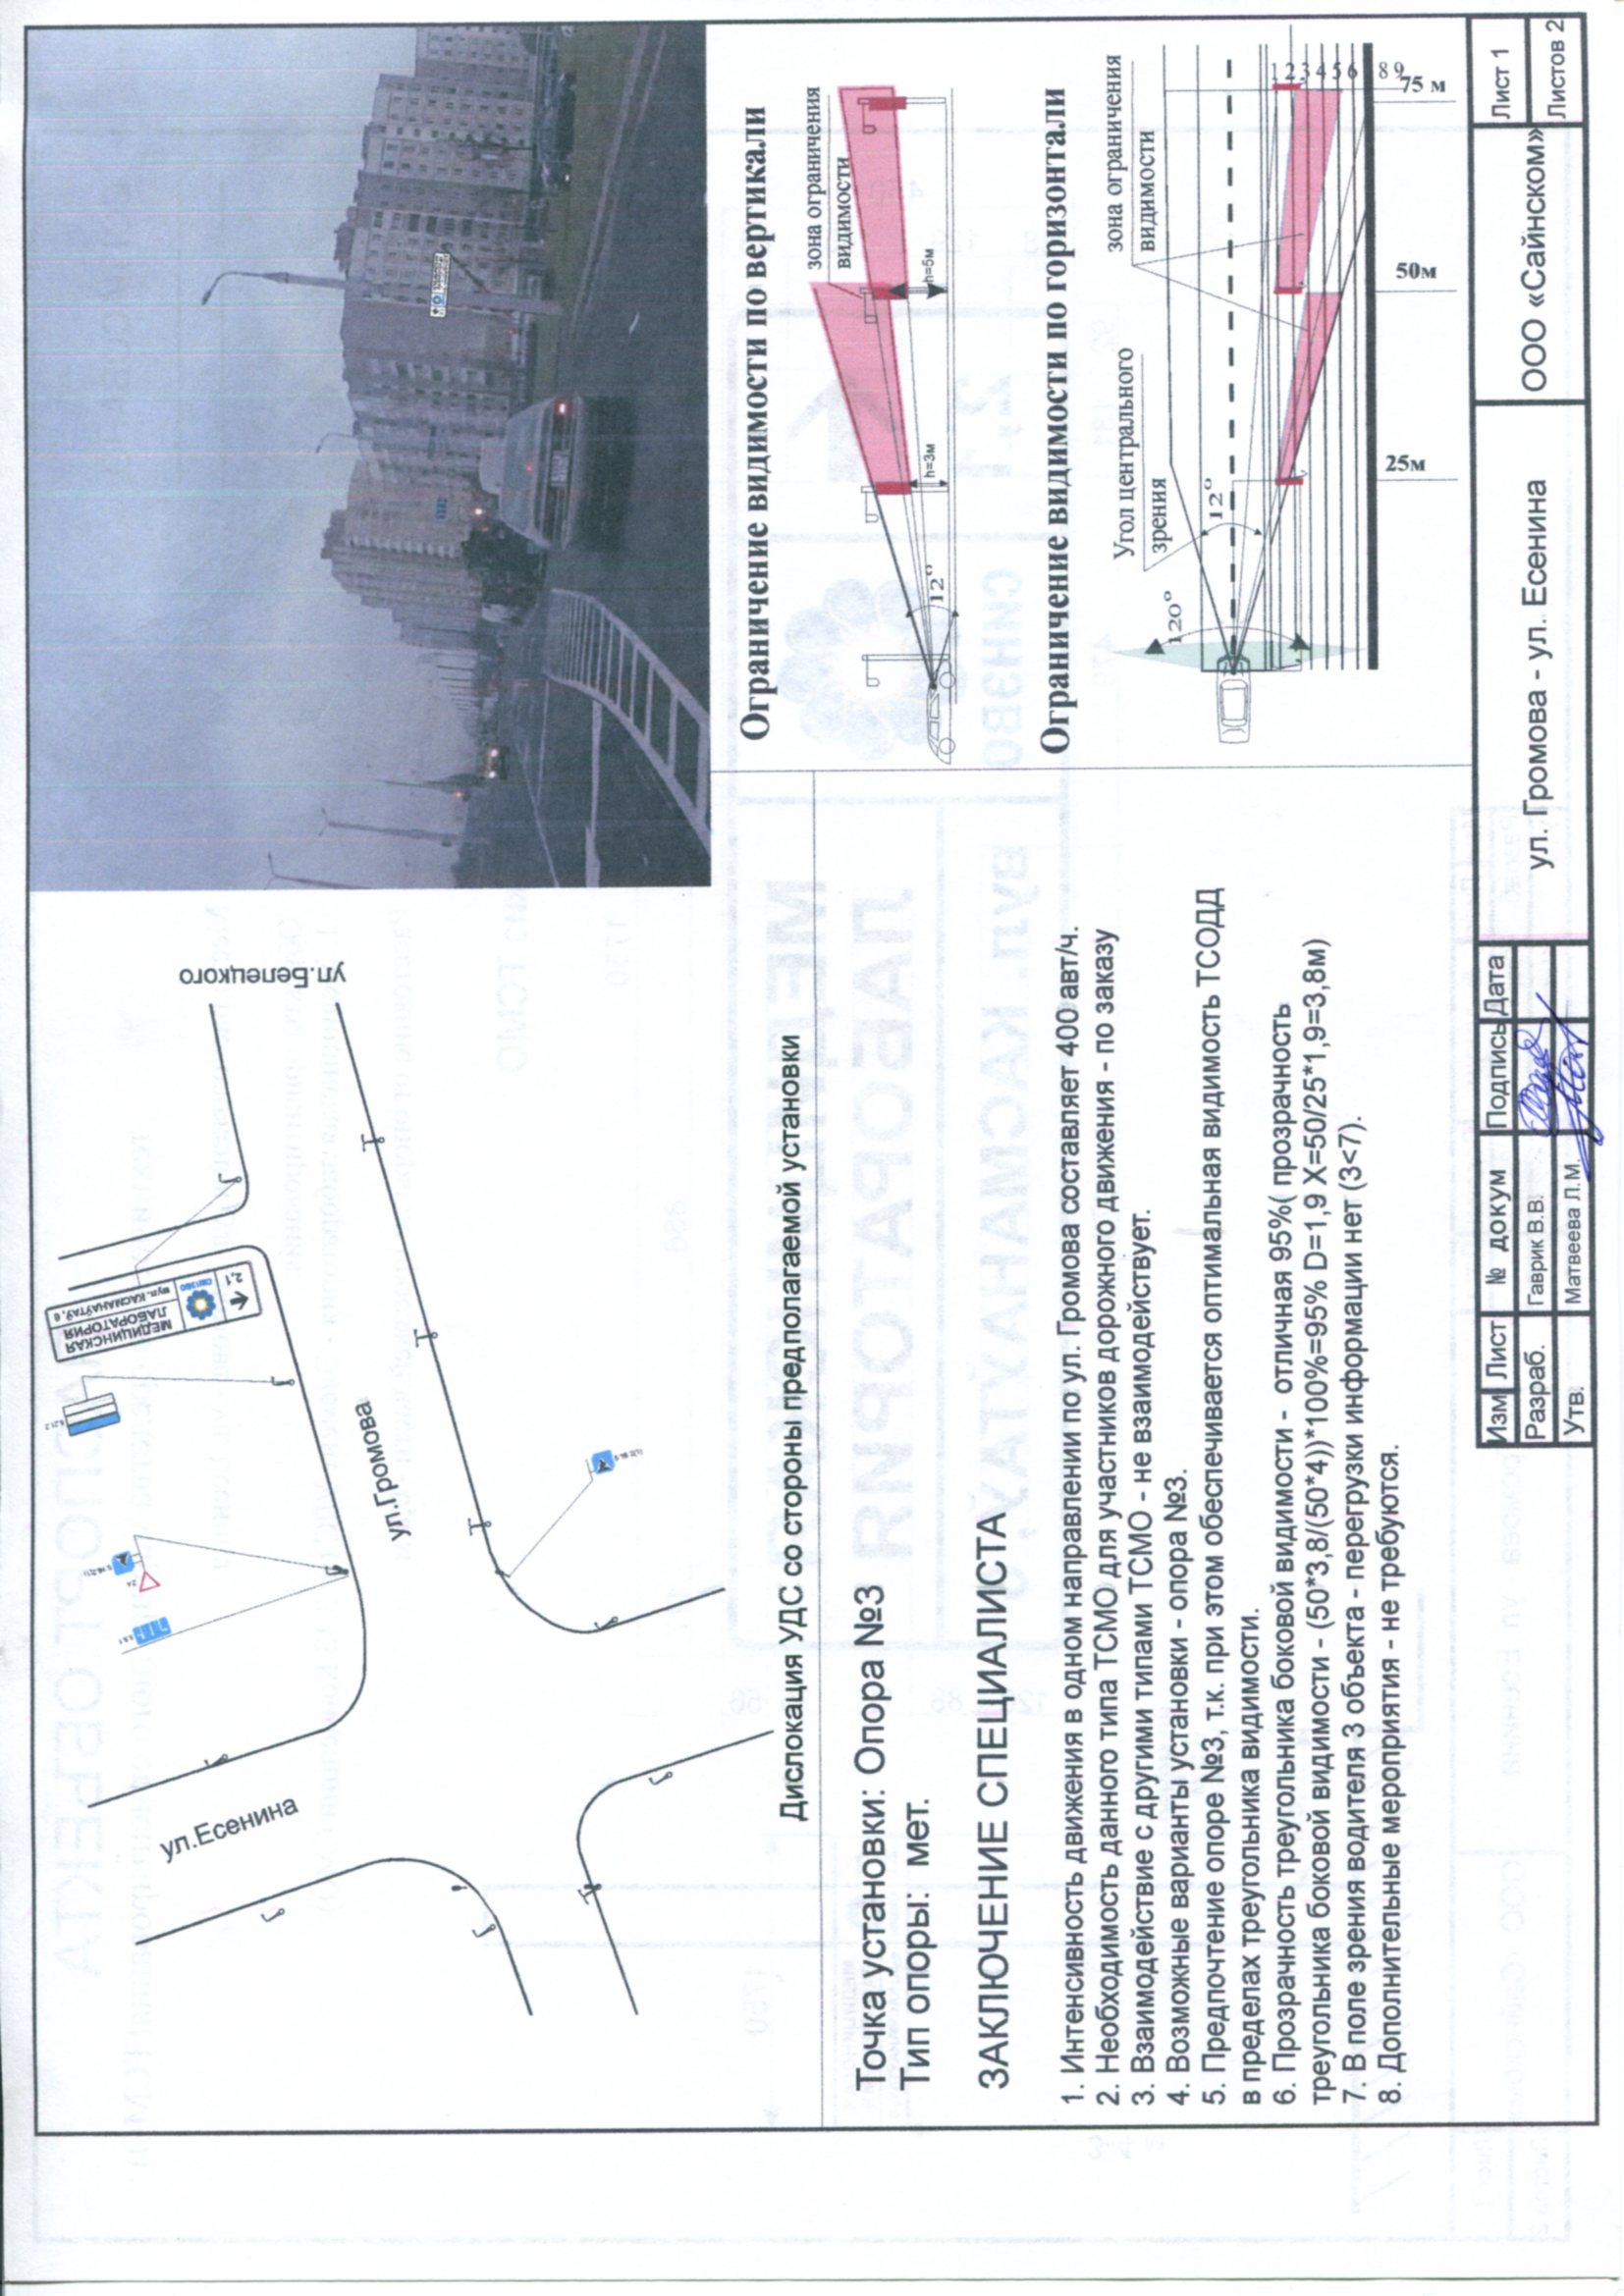 ул.Белецкого
МЕДИЦИНСКАЯ
ЛАБОРАТОРИЯ
вул. КАСМАНАЎТАЎ, 6
СИНЭВО
2,1
5.21.2
ул.Громова
ул.Есенина
Дислокация УДС со стороны предполагаемой установки
Точка установки: Опора №3
Тип опоры: мет.
ЗАКЛЮЧЕНИЕ СПЕЦИАЛИСТА
1. Интенсивность движения в одном направлении по ул. Громова составляет 400 авт/ч.
2. Необходимость данного типа ТСМО для участников дорожного движения - по заказу
3. Взаимодействие с другими типами ТСМО - не взаимодействует.
4. Возможные варианты установки - опора №3.
5. Предпочтение опоре №3, т.к. при этом обеспечивается оптимальная видимость ТСОДД
в пределах треугольника видимости.
6. Прозрачность треугольника боковой видимости - отличная 95%( прозрачность
треугольника боковой видимости - (50*3,8/(50*4))*100%=95% D=1,9 X=50/25*1,9=3,8м)
7. В поле зрения водителя 3 объекта - перегрузки информации нет (3<7).
8. Дополнительные мероприятия - не требуются.
Ограничение видимости по вертикали
зона ограничения
видимости
h=3м
h=5м
12°
Ограничение видимости по горизонтали
зона ограничения
видимости
Угол центрального
зрения
120°
12°
1 2 3 4 5 6 8 9
25м
50м
75 м
Изм Лист № докум Подпись Дата
Разраб. Гаврик В.В.
Утв. Матвеева Л.М.
ул. Громова - ул. Есенина
ООО «Сайнском»
Лист 1
Листов 2